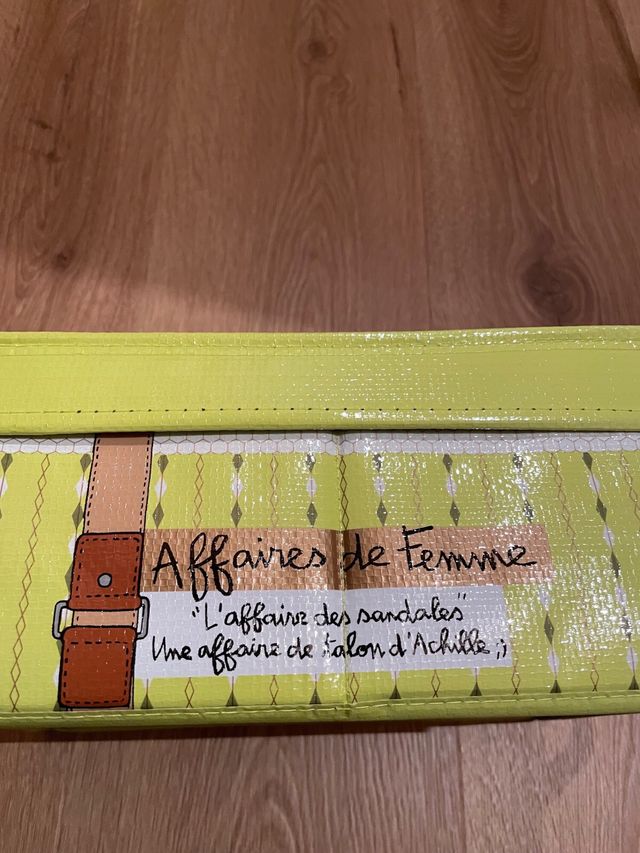 Affaires de Femme
"L'affaire des sandales"
Une affaire de talon d'Achille ;)